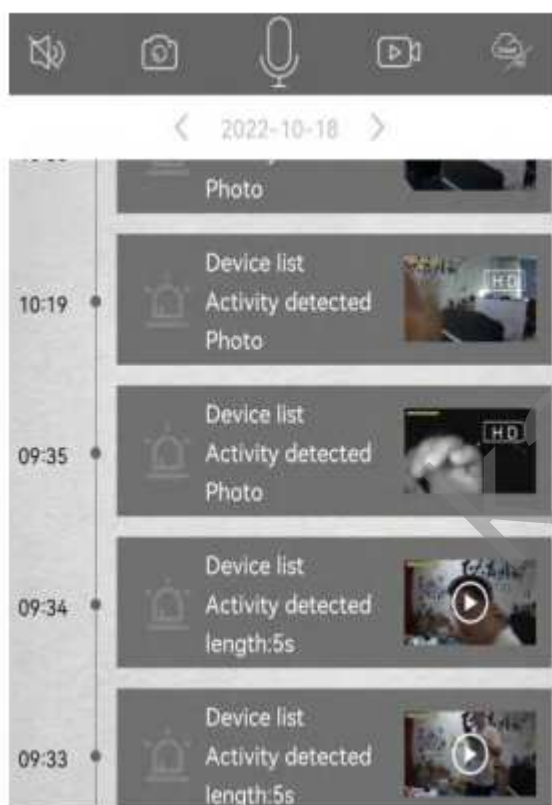 2022-10-18
Photo
10:19
Device list
Activity detected
Photo
HD
09:35
Device list
Activity detected
Photo
HD
09:34
Device list
Activity detected
length:5s
09:33
Device list
Activity detected
length:5s